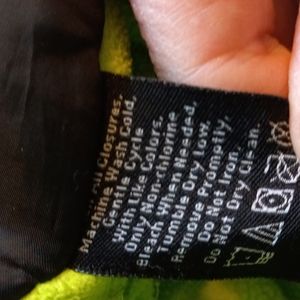 All Closures.
Machine Wash Cold,
Gentle Cycle
With Like Colors.
Only Non-chlorine
Bleach When Needed,
Tumble Dry Low,
Remove Promptly,
Do Not Iron.
Do Not Dry Clean.